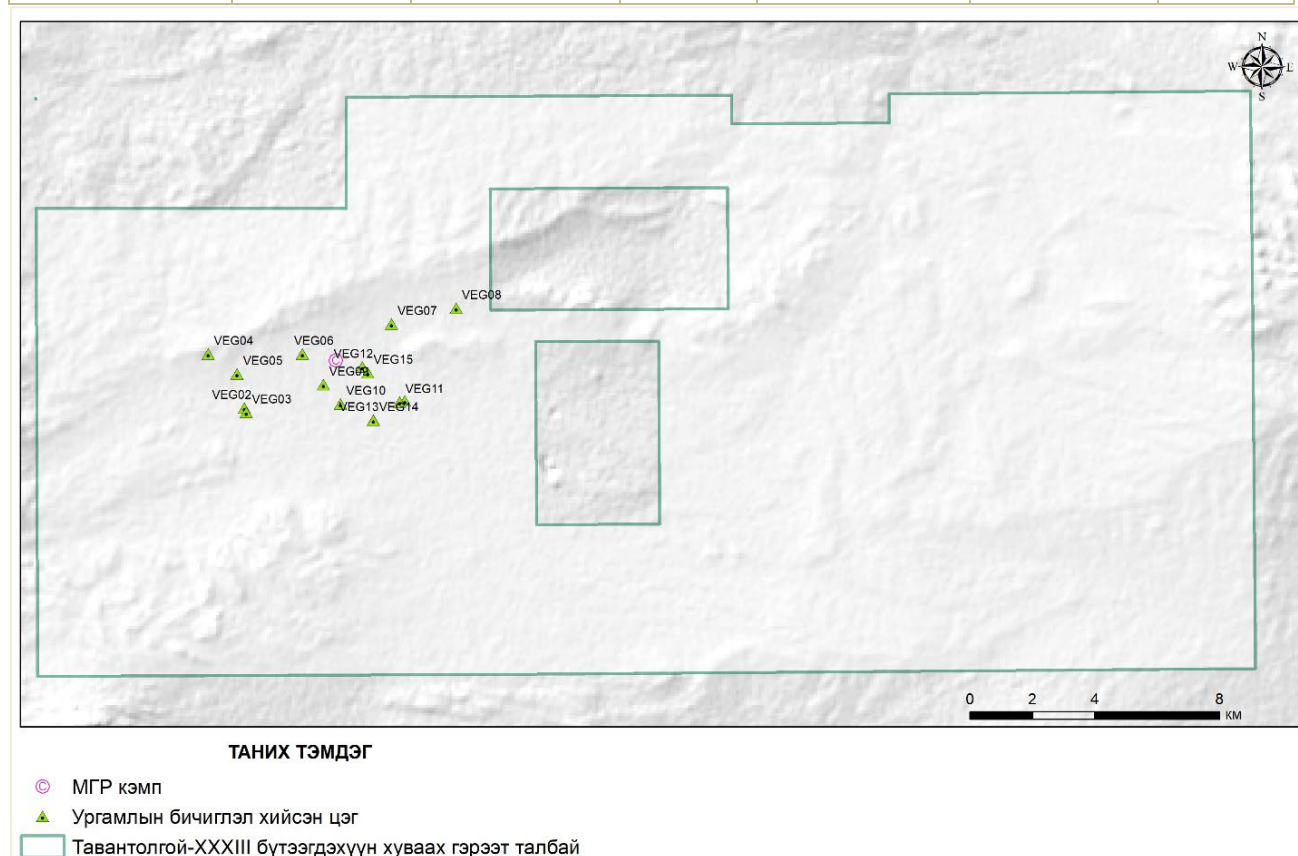 N
W E
S
VEG08
VEG07
VEG04
VEG06
VEG12
VEG05
VEG15
VEG09
VEG02
VEG03
VEG10
VEG11
VEG13
VEG14
0 2 4 8
КМ
ТАНИХ ТЭМДЭГ
© МГР кэмп
Ургамлын бичиглэл хийсэн цэг
Тавантолгой-XXXIII бүтээгдэхүүн хуваах гэрээт талбай